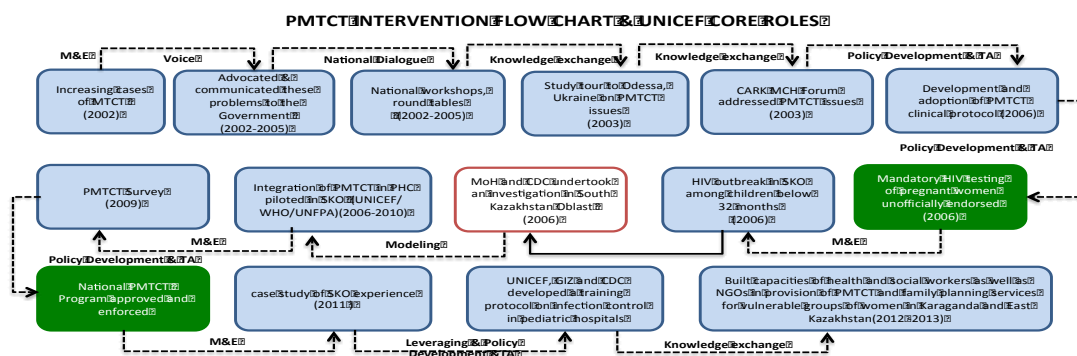 PMTCT INTERVENTION FLOW CHART & UNICEF CORE ROLES
M&E
Voice
National Dialogue
Knowledge exchange
Knowledge exchange
Policy Development & TA
Increasing cases
of MTCT
(2002)
Advocated &
communicated these
problems to the
Government
(2002-2005)
National workshops,
round tables
(2002-2005)
Study tour to Odessa,
Ukraine on PMTCT
issues
(2003)
CARK MCH Forum
addressed PMTCT issues
(2003)
Development and
adoption of PMTCT
clinical protocol (2006)
Policy Development & TA
PMTCT Survey
(2009)
Integration of PMTCT in PHC
piloted in SKO (UNICEF/
WHO/UNFPA)(2006-2010)
MoH and CDC undertook
an investigation in South
Kazakhstan Oblast
(2006)
HIV outbreak in SKO
among children below
32 months
(2006)
Mandatory HIV testing
of pregnant women
unofficially endorsed
(2006)
M&E
Modeling
M&E
Policy Development & TA
National PMTCT
Program approved and
enforced
case study of SKO experience
(2011)
UNICEF, GIZ and CDC
developed a training
protocol on infection control
in pediatric hospitals
Built capacities of health and social workers as well as
NGOs in provision of PMTCT and family planning services
for vulnerable groups of women in Karaganda and East
Kazakhstan (2012-2013)
M&E
Leveraging & Policy
Development & TA
Knowledge exchange